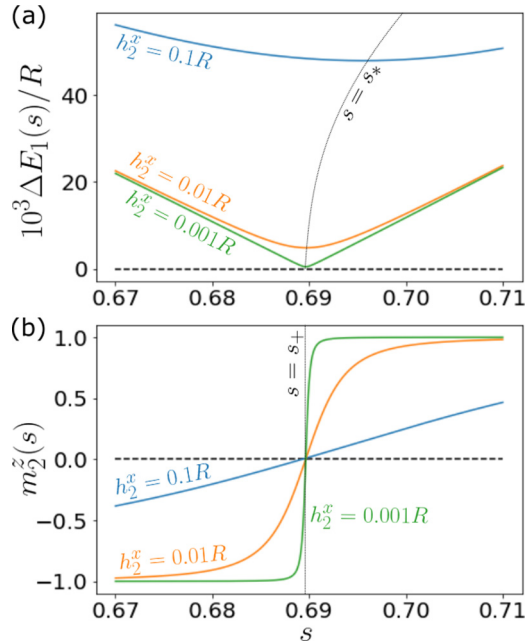 (a)
10³ΔE₁(s)/R
40
20
0
h₂ˣ = 0.1R
s = s*
h₂ˣ = 0.01R
h₂ˣ = 0.001R
0.67 0.68 0.69 0.70 0.71
(b)
m₂ᶻ(s)
1.0
0.5
0.0
−0.5
−1.0
s = s₊
h₂ˣ = 0.1R
h₂ˣ = 0.001R
h₂ˣ = 0.01R
0.67 0.68 0.69 0.70 0.71
s